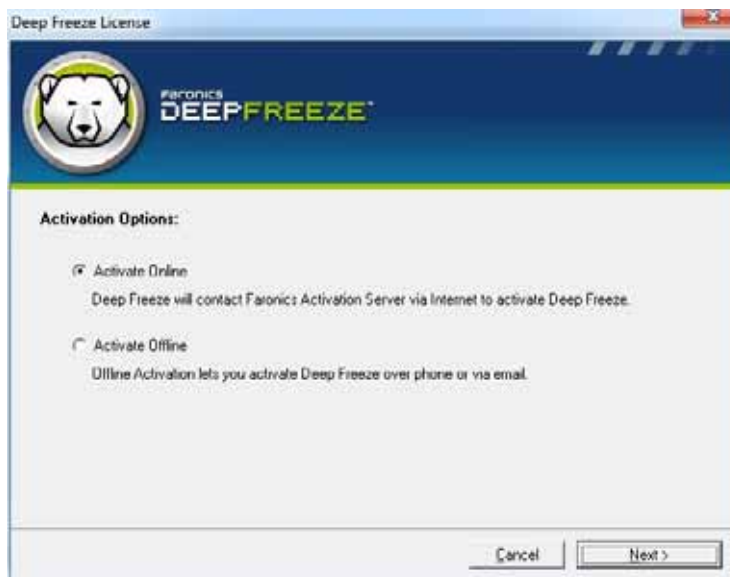 Deep Freeze License
Faronics
DEEPFREEZE™
Activation Options:
Activate Online
Deep Freeze will contact Faronics Activation Server via Internet to activate Deep Freeze.
Activate Offline
Offline Activation lets you activate Deep Freeze over phone or via email.
Cancel
Next >